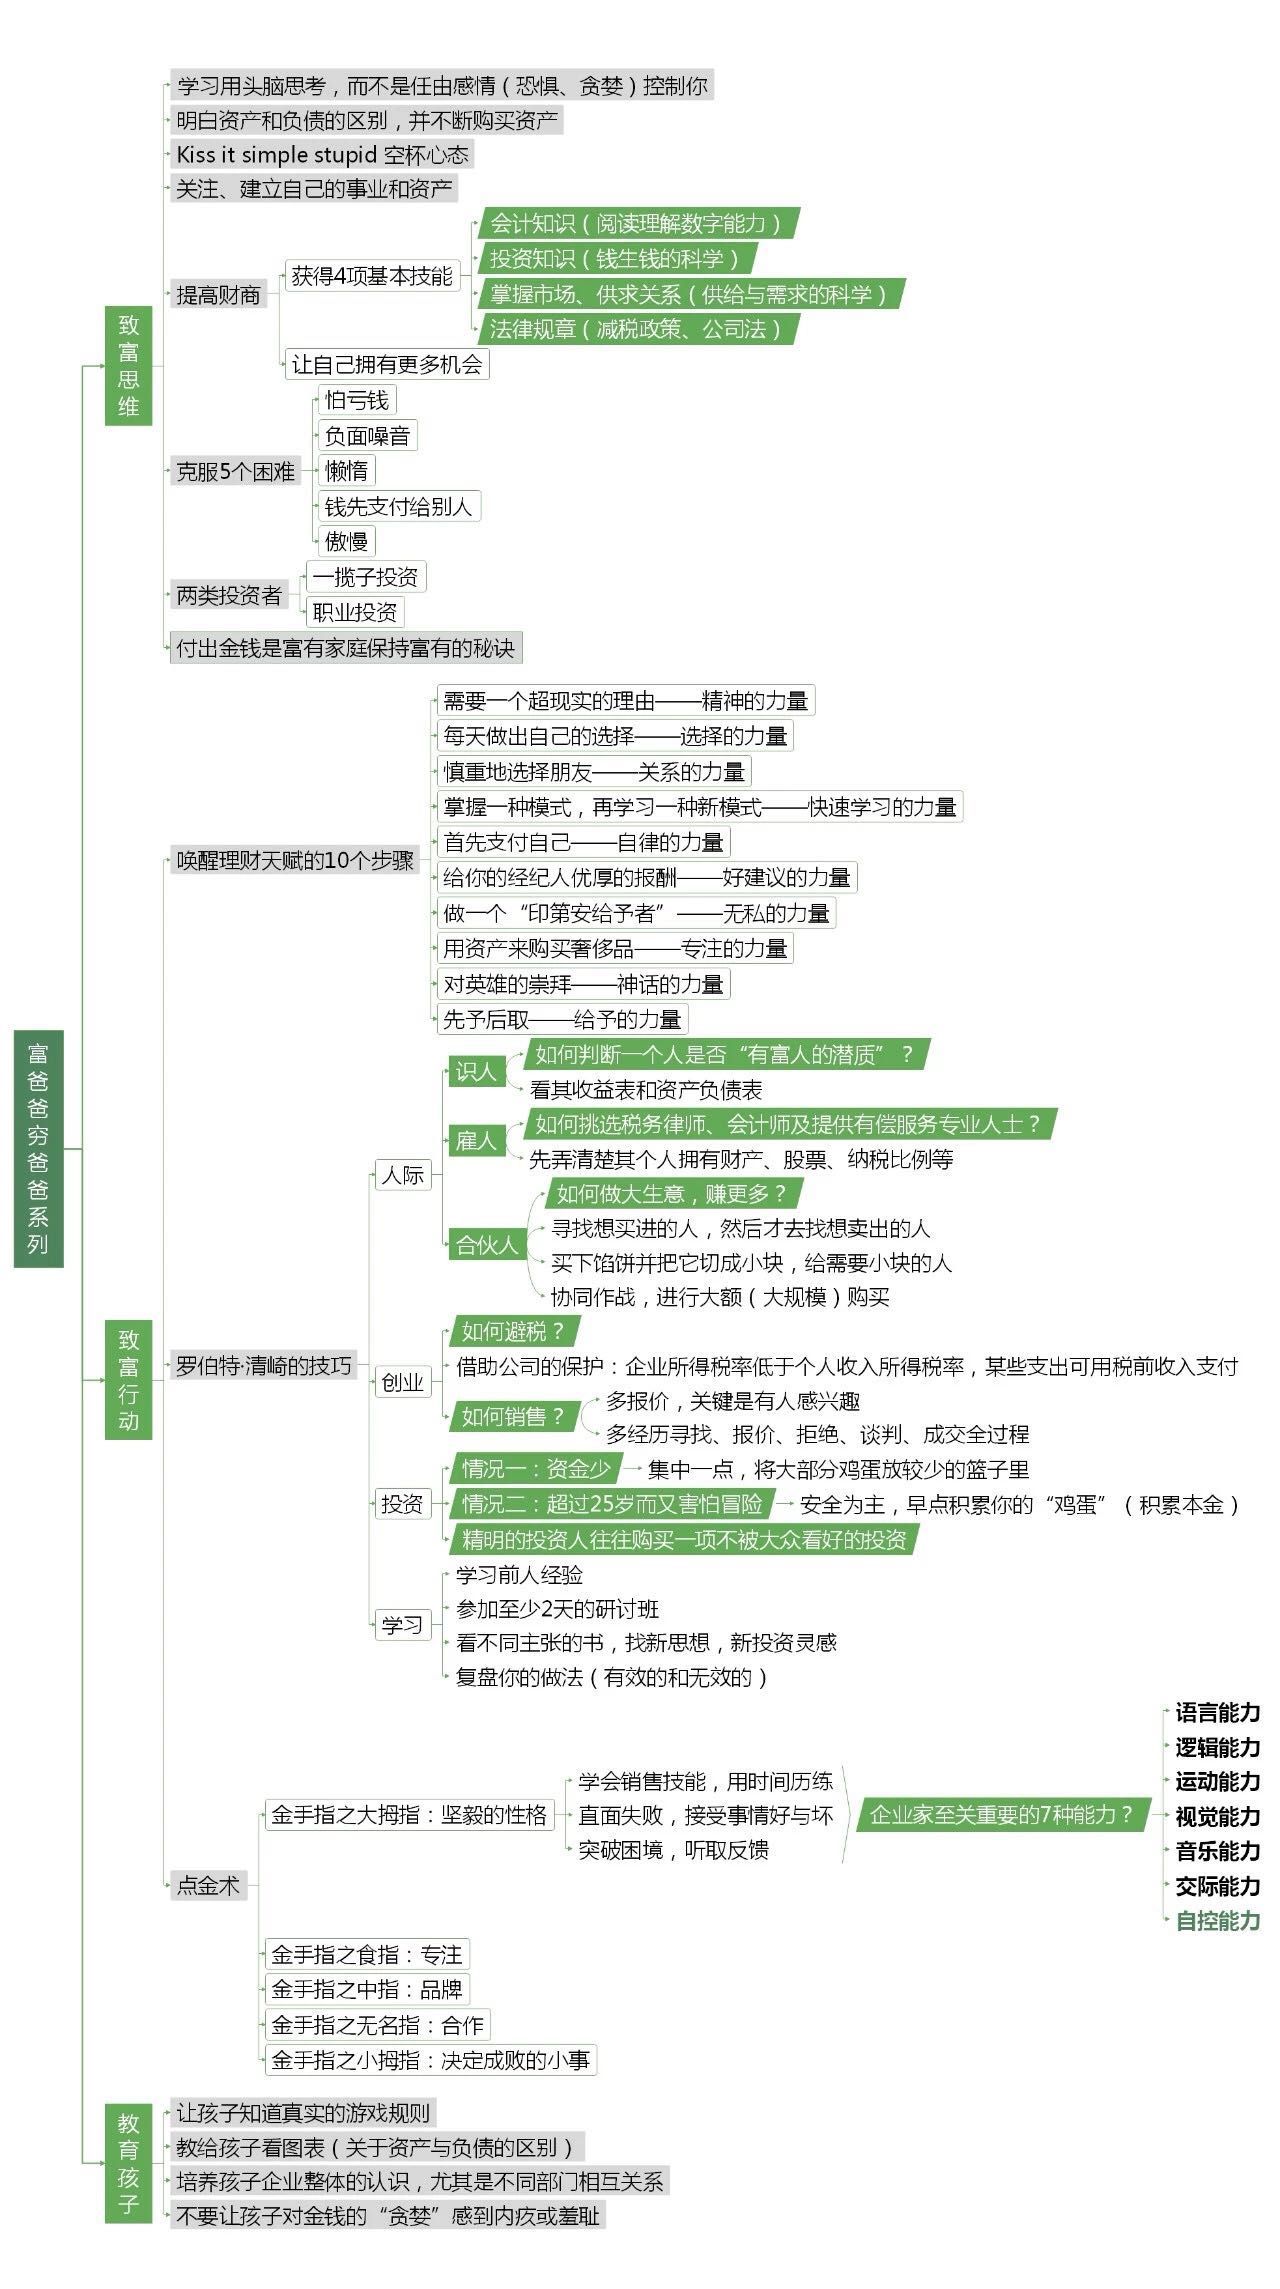 富爸爸穷爸爸系列
致富思维
学习用头脑思考，而不是任由感情（恐惧、贪婪）控制你
明白资产和负债的区别，并不断购买资产
Kiss it simple stupid 空杯心态
关注、建立自己的事业和资产
提高财商
获得4项基本技能
会计知识（阅读理解数字能力）
投资知识（钱生钱的科学）
掌握市场、供求关系（供给与需求的科学）
法律规章（减税政策、公司法）
让自己拥有更多机会
克服5个困难
怕亏钱
负面噪音
懒惰
钱先支付给别人
傲慢
两类投资者
一揽子投资
职业投资
付出金钱是富有家庭保持富有的秘诀
致富行动
唤醒理财天赋的10个步骤
需要一个超现实的理由——精神的力量
每天做出自己的选择——选择的力量
慎重地选择朋友——关系的力量
掌握一种模式，再学习一种新模式——快速学习的力量
首先支付自己——自律的力量
给你的经纪人优厚的报酬——好建议的力量
做一个“印第安给予者”——无私的力量
用资产来购买奢侈品——专注的力量
对英雄的崇拜——神话的力量
先予后取——给予的力量
罗伯特·清崎的技巧
人际
识人
如何判断一个人是否“有富人的潜质”？
看其收益表和资产负债表
雇人
如何挑选税务律师、会计师及提供有偿服务专业人士？
先弄清楚其个人拥有财产、股票、纳税比例等
合伙人
如何做大生意，赚更多？
寻找想买进的人，然后才去找想卖出的人
买下馅饼并把它切成小块，给需要小块的人
协同作战，进行大额（大规模）购买
创业
如何避税？
借助公司的保护：企业所得税率低于个人收入所得税率，某些支出可用税前收入支付
如何销售？
多报价，关键是有人感兴趣
多经历寻找、报价、拒绝、谈判、成交全过程
投资
情况一：资金少
集中一点，将大部分鸡蛋放较少的篮子里
情况二：超过25岁而又害怕冒险
安全为主，早点积累你的“鸡蛋”（积累本金）
精明的投资人往往购买一项不被大众看好的投资
学习
学习前人经验
参加至少2天的研讨班
看不同主张的书，找新思想，新投资灵感
复盘你的做法（有效的和无效的）
点金术
金手指之大拇指：坚毅的性格
学会销售技能，用时间历练
直面失败，接受事情好与坏
突破困境，听取反馈
企业家至关重要的7种能力？
语言能力
逻辑能力
运动能力
视觉能力
音乐能力
交际能力
自控能力
金手指之食指：专注
金手指之中指：品牌
金手指之无名指：合作
金手指之小拇指：决定成败的小事
教育孩子
让孩子知道真实的游戏规则
教给孩子看图表（关于资产与负债的区别）
培养孩子企业整体的认识，尤其是不同部门相互关系
不要让孩子对金钱的“贪婪”感到内疚或羞耻